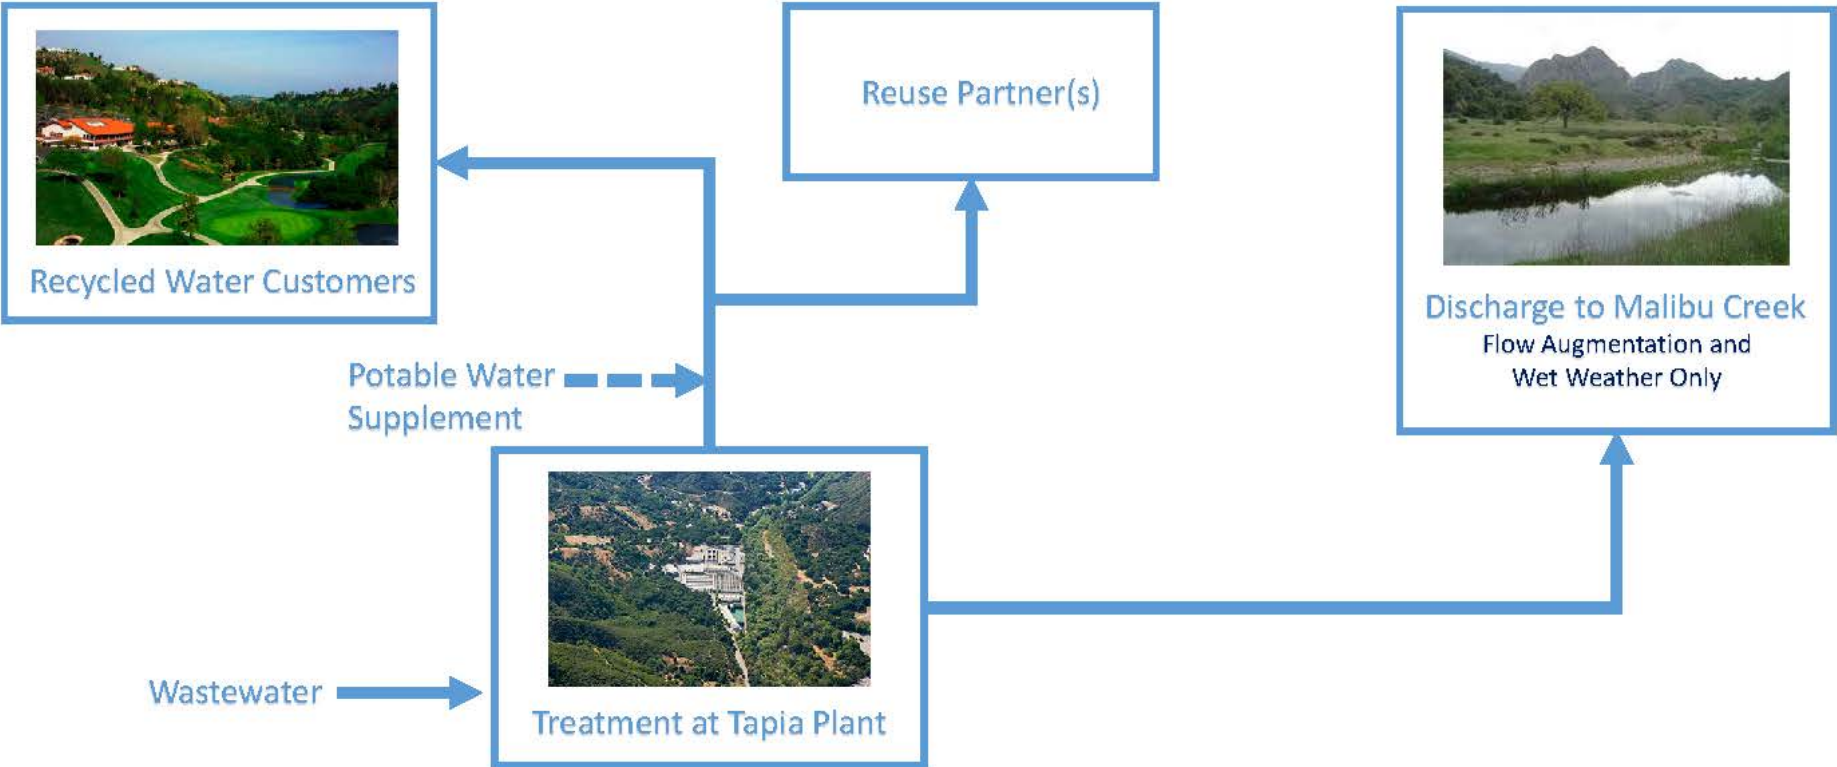 Reuse Partner(s)
Recycled Water Customers
Discharge to Malibu Creek
Flow Augmentation and
Wet Weather Only
Potable Water
Supplement
Wastewater
Treatment at Tapia Plant